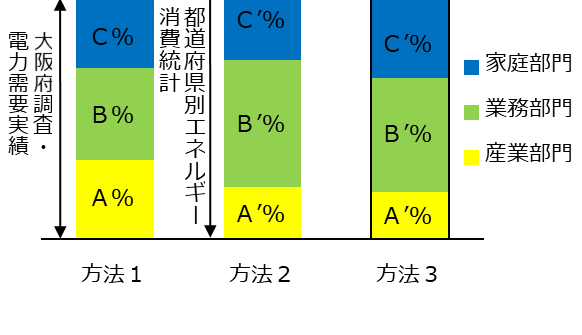 大阪府調査・
電力需要実績
都道府県別エネルギー
消費統計
C%
B%
A%
C′%
B′%
A′%
C′%
B′%
A′%
家庭部門
業務部門
産業部門
方法1
方法2
方法3